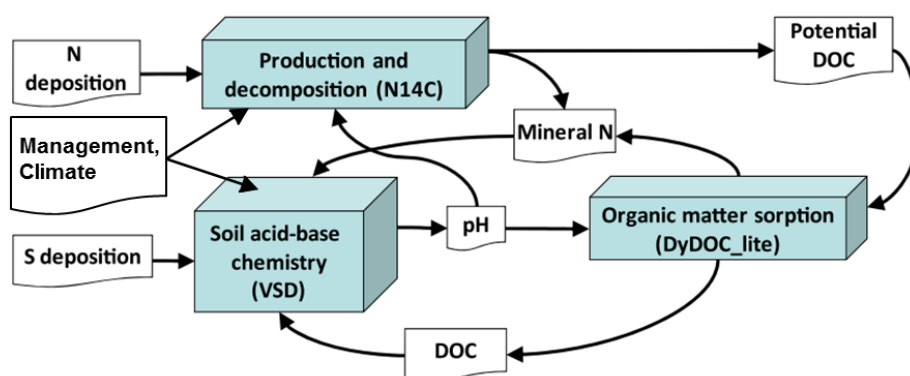 N
deposition
Production and
decomposition (N14C)
Potential
DOC
Management,
Climate
Mineral N
S deposition
Soil acid-base
chemistry
(VSD)
pH
Organic matter sorption
(DyDOC_lite)
DOC